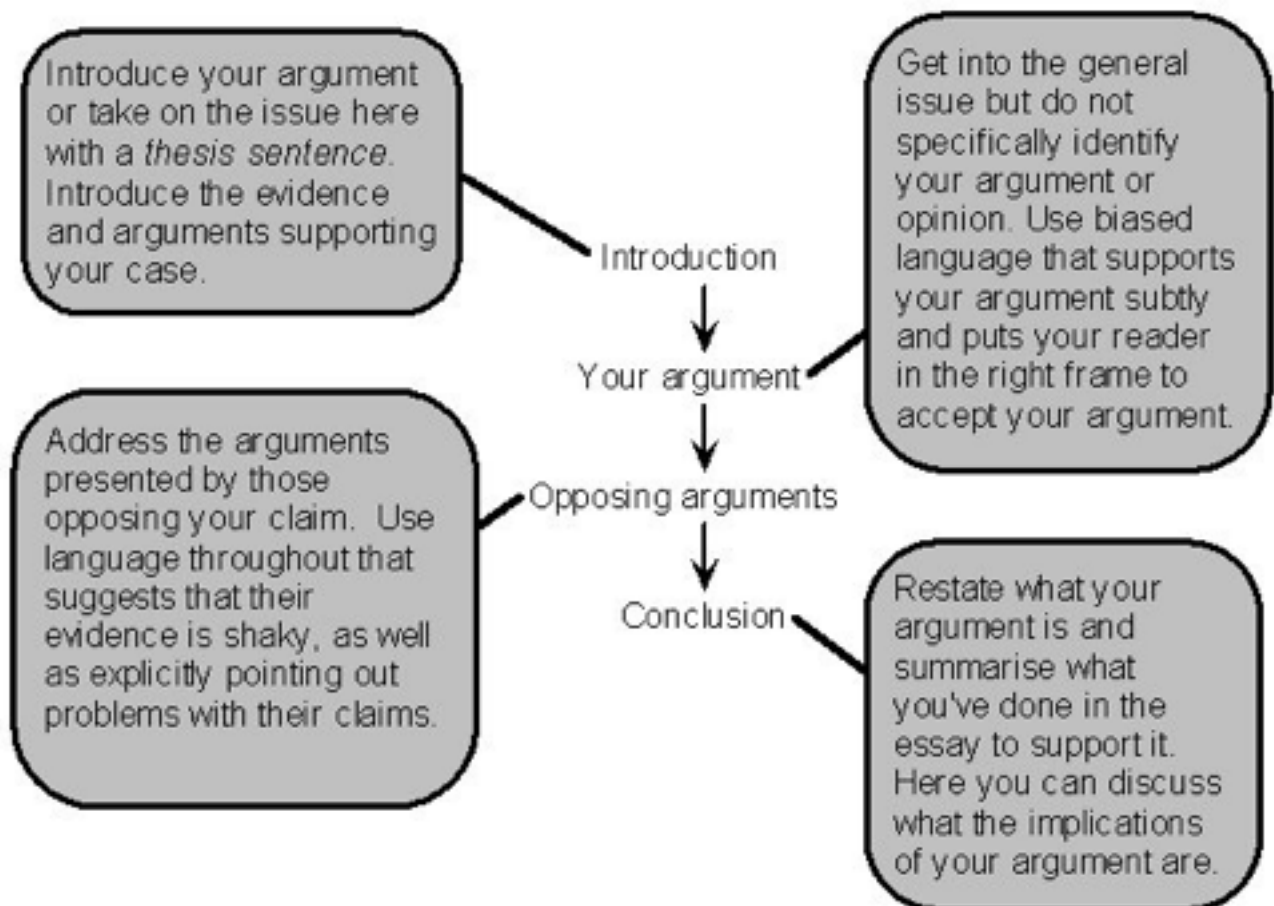 Introduce your argument
or take on the issue here
with a thesis sentence.
Introduce the evidence
and arguments supporting
your case.
Get into the general
issue but do not
specifically identify
your argument or
opinion. Use biased
language that supports
your argument subtly
and puts your reader
in the right frame to
accept your argument.
Introduction
Your argument
Opposing arguments
Conclusion
Address the arguments
presented by those
opposing your claim. Use
language throughout that
suggests that their
evidence is shaky, as well
as explicitly pointing out
problems with their claims.
Restate what your
argument is and
summarise what
you've done in the
essay to support it.
Here you can discuss
what the implications
of your argument are.